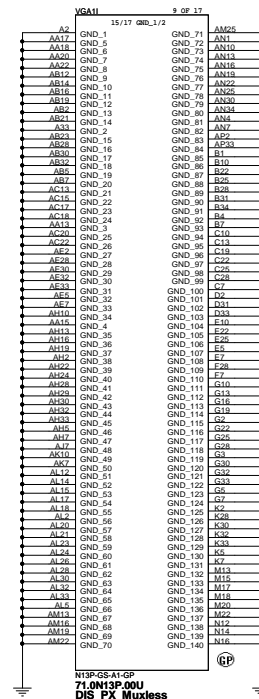 VGA1I 9 OF 17
15/17 GND_1/2
A2 GND_1 GND_71 AM25
AA17 GND_5 GND_72 AN1
AA18 GND_6 GND_73 AN10
AA20 GND_7 GND_74 AN13
AA22 GND_8 GND_75 AN16
AB12 GND_9 GND_76 AN19
AB14 GND_10 GND_77 AN22
AB16 GND_11 GND_78 AN25
AB19 GND_12 GND_79 AN30
AB2 GND_13 GND_80 AN34
AB21 GND_14 GND_81 AN4
A33 GND_2 GND_82 AN7
AB23 GND_15 GND_83 AP2
AB28 GND_16 GND_84 AP33
AB30 GND_17 GND_85 B1
AB32 GND_18 GND_86 B10
AB5 GND_19 GND_87 B22
AB7 GND_20 GND_88 B25
AC13 GND_21 GND_89 B28
AC15 GND_22 GND_90 B31
AC17 GND_23 GND_91 B34
AC18 GND_24 GND_92 B4
AA13 GND_3 GND_93 B7
AC20 GND_25 GND_94 C10
AC22 GND_26 GND_95 C13
AE2 GND_27 GND_96 C19
AE28 GND_28 GND_97 C22
AE30 GND_29 GND_98 C25
AE32 GND_30 GND_99 C28
AE33 GND_31 GND_100 C7
AE5 GND_32 GND_101 D2
AE7 GND_33 GND_102 D31
AH10 GND_34 GND_103 D33
AA15 GND_4 GND_104 E10
AH13 GND_35 GND_105 E22
AH16 GND_36 GND_106 E25
AH19 GND_37 GND_107 E5
AH2 GND_38 GND_108 E7
AH22 GND_39 GND_109 F28
AH24 GND_40 GND_110 F7
AH28 GND_41 GND_111 G10
AH29 GND_42 GND_112 G13
AH30 GND_43 GND_113 G16
AH32 GND_44 GND_114 G19
AH33 GND_45 GND_115 G2
AH5 GND_46 GND_116 G22
AH7 GND_47 GND_117 G25
AJ7 GND_48 GND_118 G28
AK10 GND_49 GND_119 G3
AK7 GND_50 GND_120 G30
AL12 GND_51 GND_121 G32
AL14 GND_52 GND_122 G33
AL15 GND_53 GND_123 G5
AL17 GND_54 GND_124 G7
AL18 GND_55 GND_125 K2
AL2 GND_56 GND_126 K28
AL20 GND_57 GND_127 K30
AL21 GND_58 GND_128 K32
AL23 GND_59 GND_129 K33
AL24 GND_60 GND_130 K5
AL26 GND_61 GND_131 K7
AL28 GND_62 GND_132 M13
AL30 GND_63 GND_133 M15
AL32 GND_64 GND_134 M17
AL33 GND_65 GND_135 M18
AL5 GND_66 GND_136 M20
AM13 GND_67 GND_137 M22
AM16 GND_68 GND_138 N12
AM19 GND_69 GND_139 N14
AM22 GND_70 GND_140 N16
GP
N13P-GS-A1-GP
71.0N13P.00U
DIS_PX_Muxless